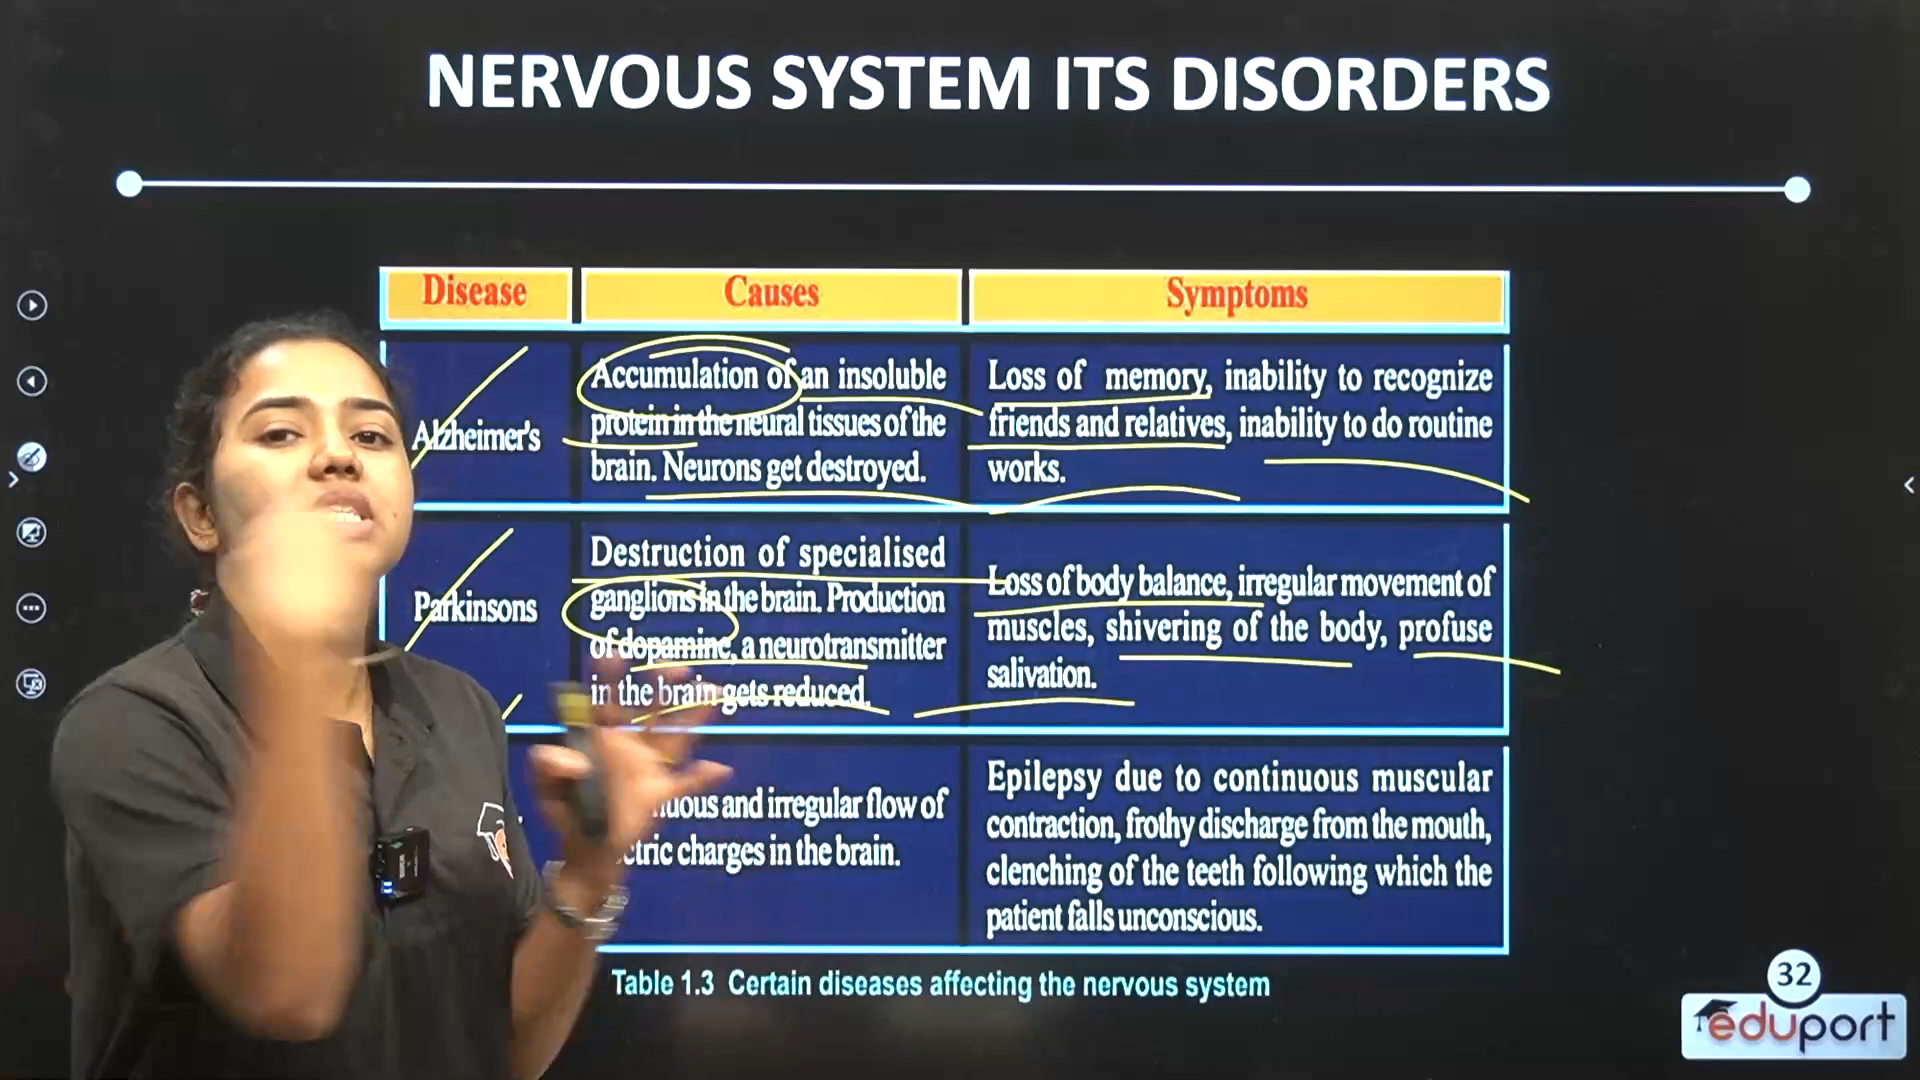 NERVOUS SYSTEM ITS DISORDERS
Disease Causes Symptoms
Alzheimer's
Accumulation of an insoluble
protein in the neural tissues of the
brain. Neurons get destroyed.
Loss of memory, inability to recognize
friends and relatives, inability to do routine
works.
Parkinsons
Destruction of specialised
ganglions in the brain. Production
of dopamine, a neurotransmitter
in the brain gets reduced.
Loss of body balance, irregular movement of
muscles, shivering of the body, profuse
salivation.
and irregular flow of
charges in the brain.
Epilepsy due to continuous muscular
contraction, frothy discharge from the mouth,
clenching of the teeth following which the
patient falls unconscious.
Table 1.3 Certain diseases affecting the nervous system
32
eduport